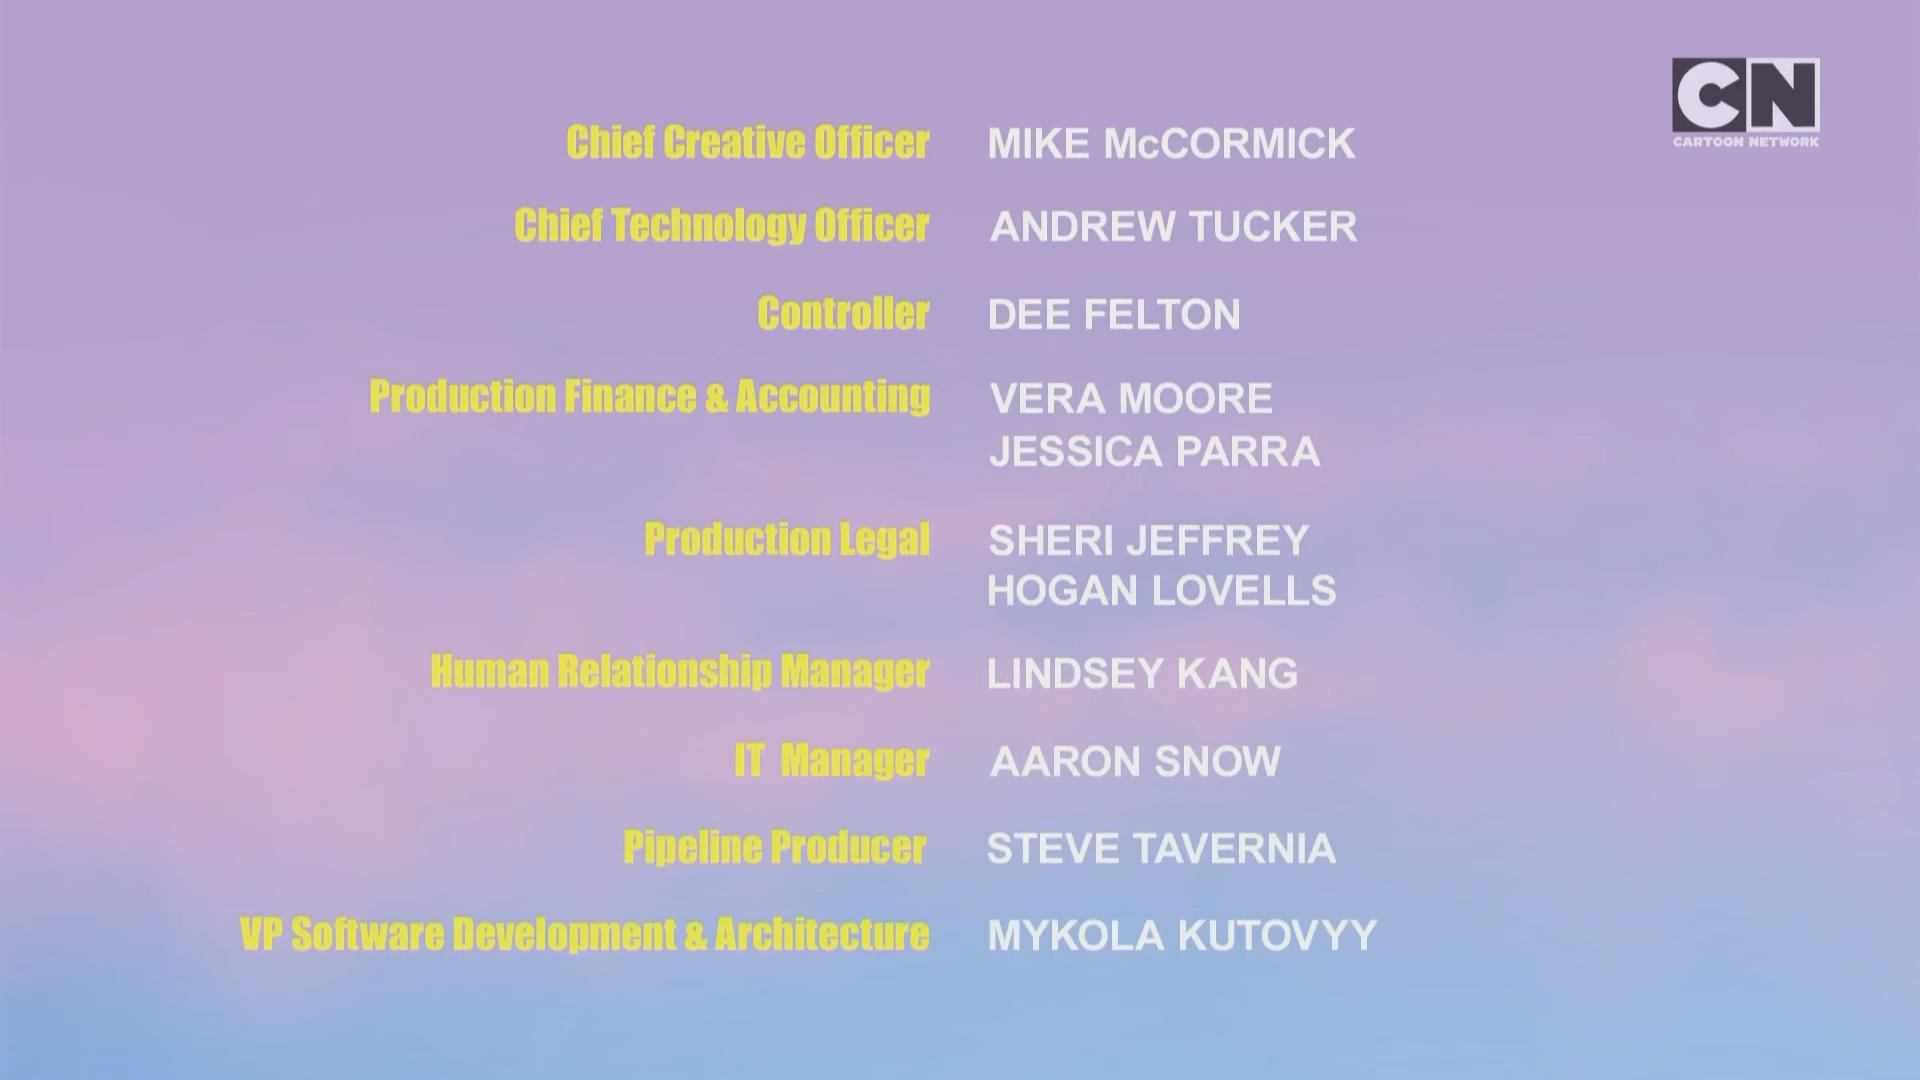 CN
CARTOON NETWORK
Chief Creative Officer MIKE McCORMICK
Chief Technology Officer ANDREW TUCKER
Controller DEE FELTON
Production Finance & Accounting VERA MOORE
JESSICA PARRA
Production Legal SHERI JEFFREY
HOGAN LOVELLS
Human Relationship Manager LINDSEY KANG
IT Manager AARON SNOW
Pipeline Producer STEVE TAVERNIA
VP Software Development & Architecture MYKOLA KUTOVYY